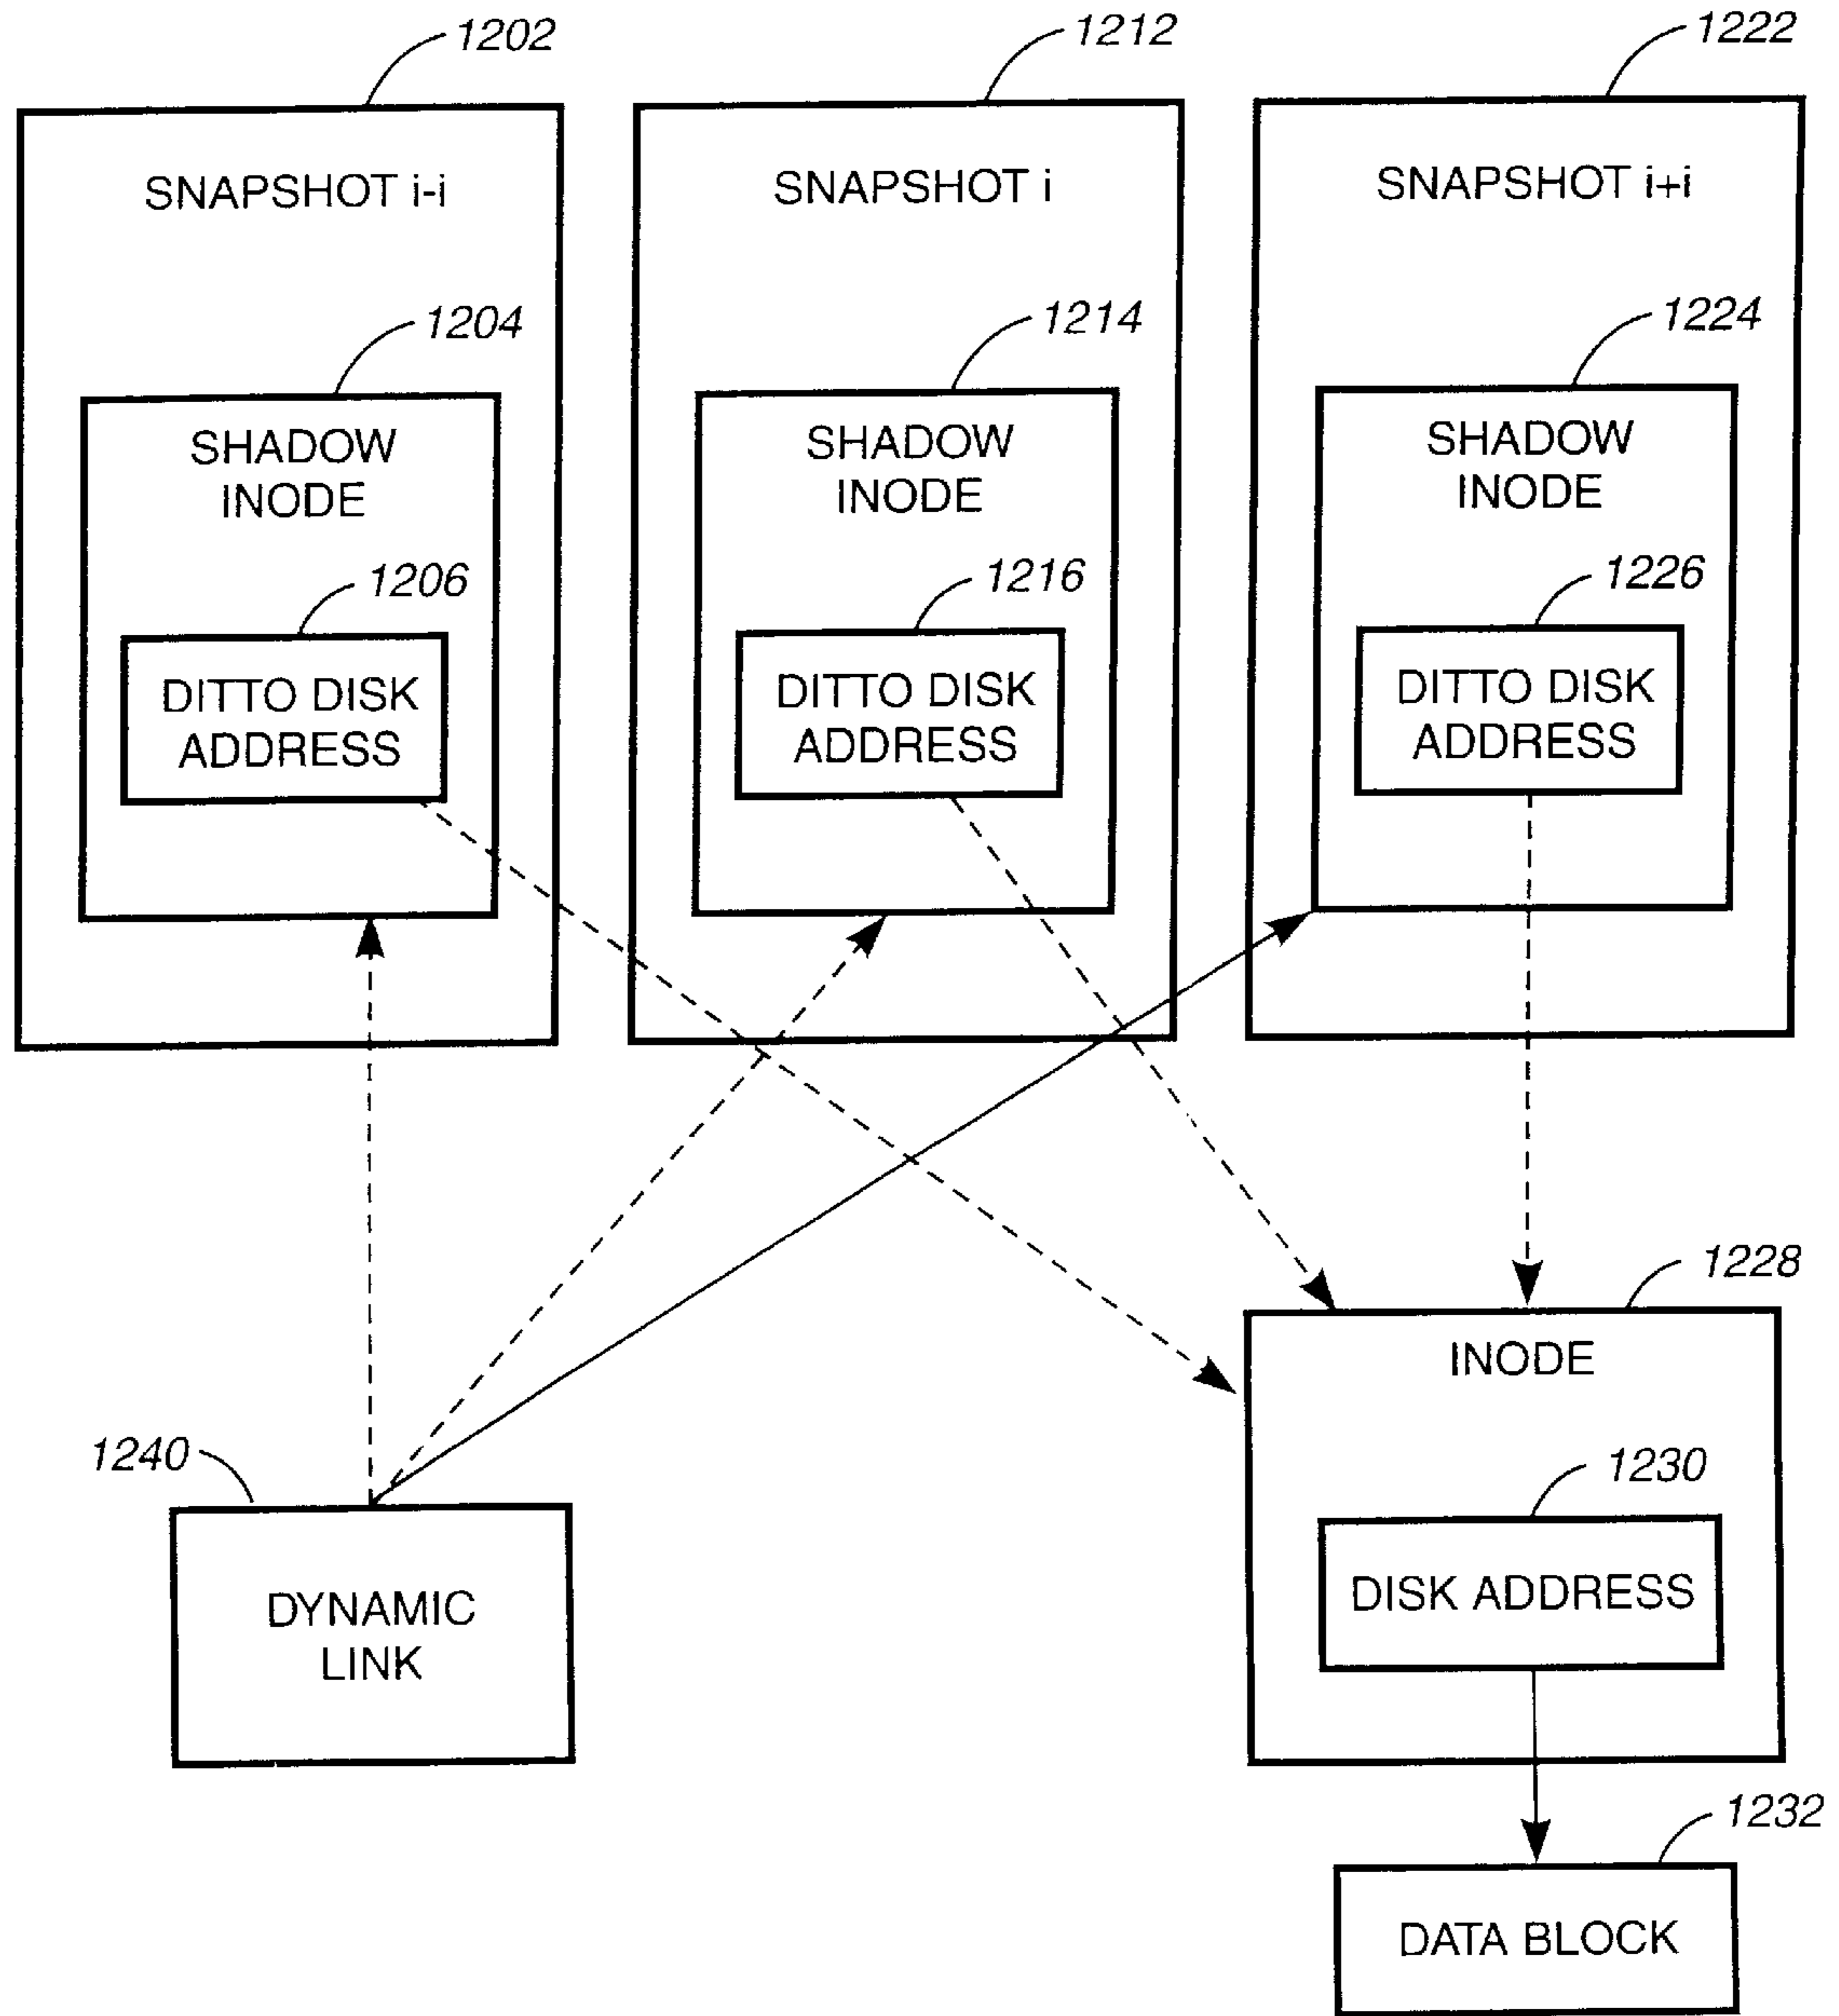 1202
1212
1222
SNAPSHOT i-i
SNAPSHOT i
SNAPSHOT i+i
1204
1214
1224
SHADOW
INODE
SHADOW
INODE
SHADOW
INODE
1206
1216
1226
DITTO DISK
ADDRESS
DITTO DISK
ADDRESS
DITTO DISK
ADDRESS
1228
INODE
1240
1230
DYNAMIC
LINK
DISK ADDRESS
1232
DATA BLOCK